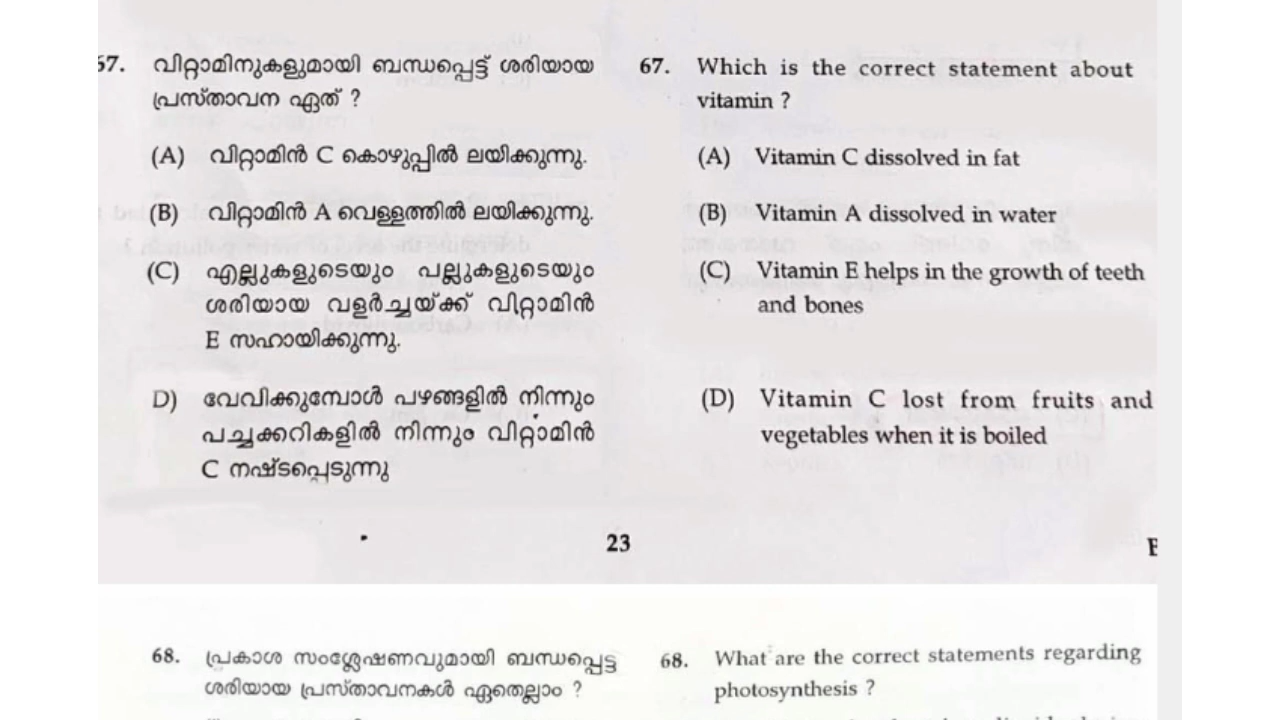 57. വിറ്റാമിനുകളുമായി ബന്ധപ്പെട്ട് ശരിയായ
പ്രസ്താവന ഏത് ?
(A) വിറ്റാമിൻ C കൊഴുപ്പിൽ ലയിക്കുന്നു.
(B) വിറ്റാമിൻ A വെള്ളത്തിൽ ലയിക്കുന്നു.
(C) എല്ലുകളുടെയും പല്ലുകളുടെയും
ശരിയായ വളർച്ചയ്ക്ക് വിറ്റാമിൻ
E സഹായിക്കുന്നു.
D) വേവിക്കുമ്പോൾ പഴങ്ങളിൽ നിന്നും
പച്ചക്കറികളിൽ നിന്നും വിറ്റാമിൻ
C നഷ്ടപ്പെടുന്നു
67. Which is the correct statement about
vitamin ?
(A) Vitamin C dissolved in fat
(B) Vitamin A dissolved in water
(C) Vitamin E helps in the growth of teeth
and bones
(D) Vitamin C lost from fruits and
vegetables when it is boiled
23
68. പ്രകാശ സംശ്ലേഷണവുമായി ബന്ധപ്പെട്ട
ശരിയായ പ്രസ്താവനകൾ ഏതെല്ലാം ?
68. What are the correct statements regarding
photosynthesis ?